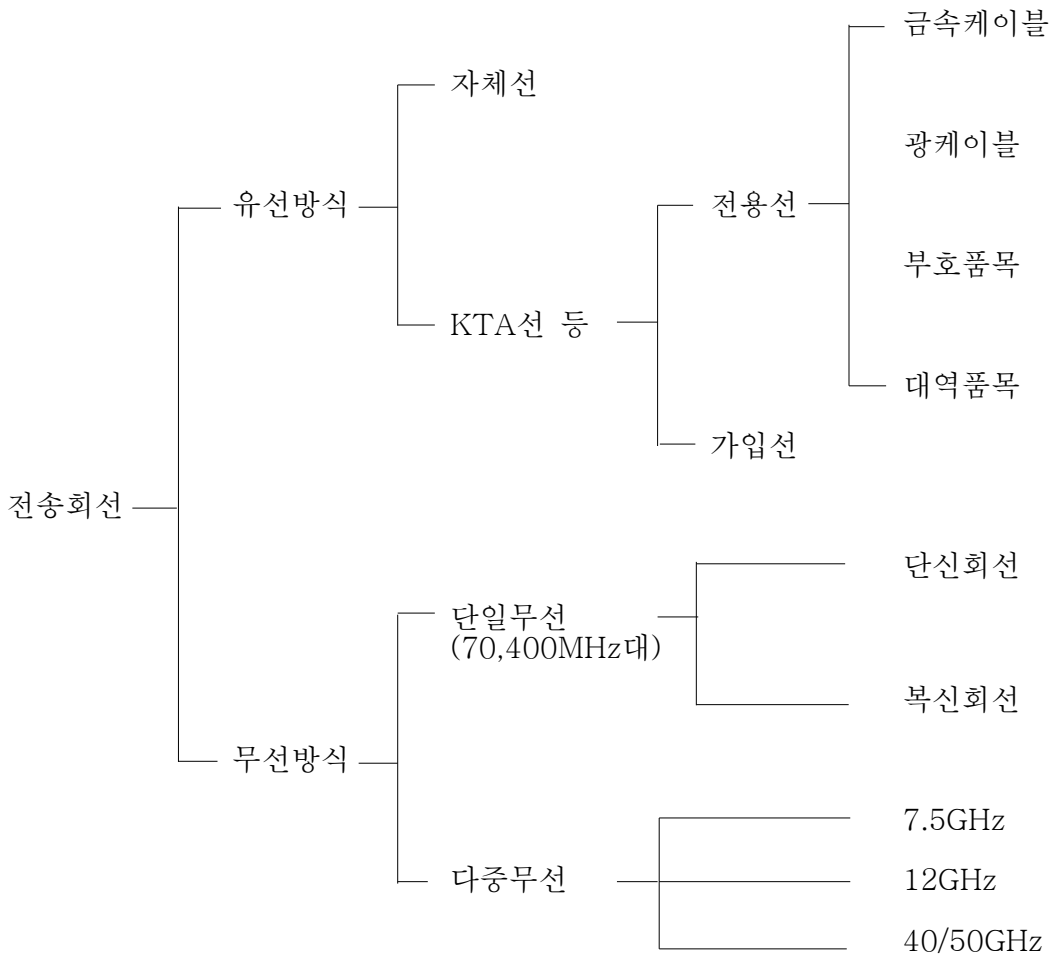 금속케이블
자체선
광케이블
유선방식
전용선
부호품목
KTA선 등
대역품목
가입선
전송회선
단신회선
단일무선
(70,400MHz대)
복신회선
무선방식
7.5GHz
다중무선
12GHz
40/50GHz